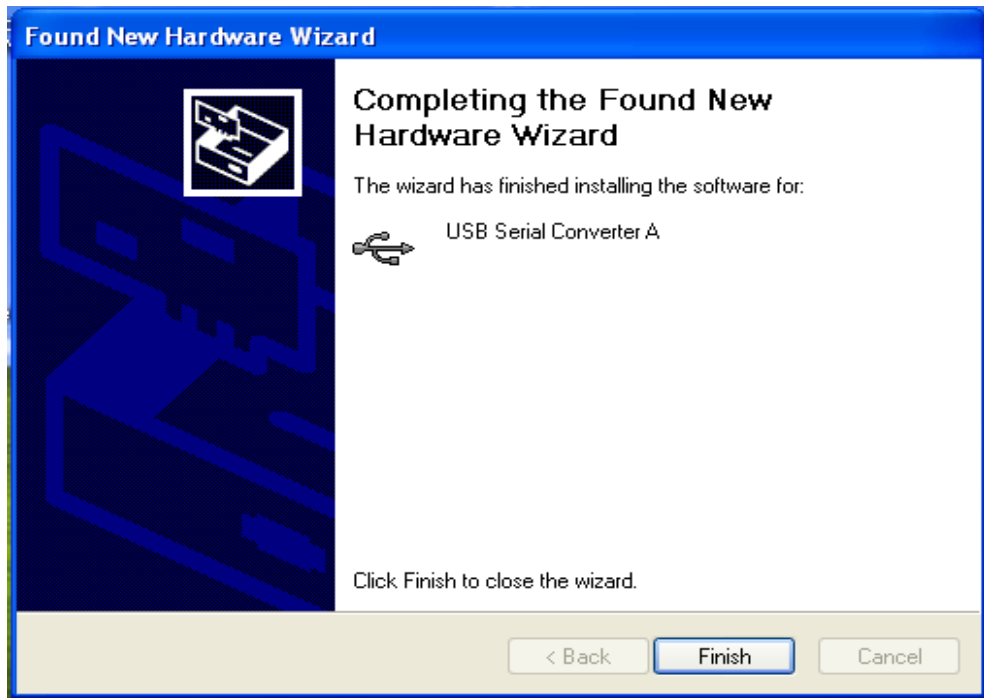 Found New Hardware Wizard
Completing the Found New
Hardware Wizard
The wizard has finished installing the software for:
USB Serial Converter A
Click Finish to close the wizard.
< Back
Finish
Cancel